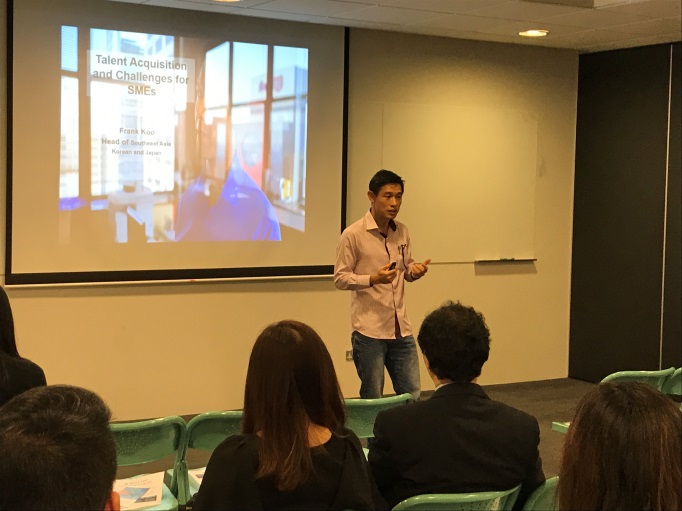 Talent Acquisition
and Challenges for
SMEs
Frank Koo
Head of Southeast Asia
Korean and Japan